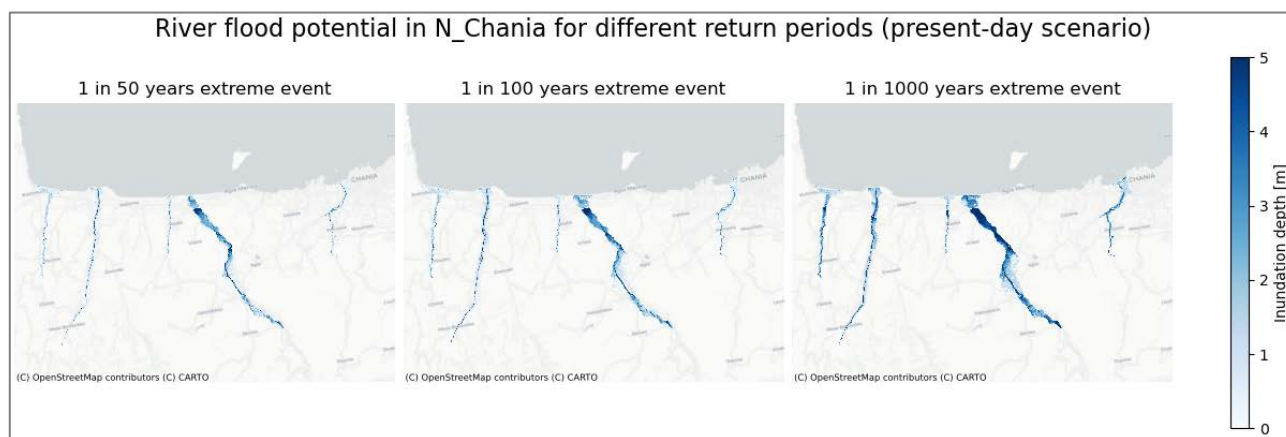 River flood potential in N_Chania for different return periods (present-day scenario)
1 in 50 years extreme event
1 in 100 years extreme event
1 in 1000 years extreme event
CHANIA
CHANIA
CHANIA
(C) OpenStreetMap contributors (C) CARTO
(C) OpenStreetMap contributors (C) CARTO
(C) OpenStreetMap contributors (C) CARTO
5
4
3
2
1
0
Inundation depth [m]